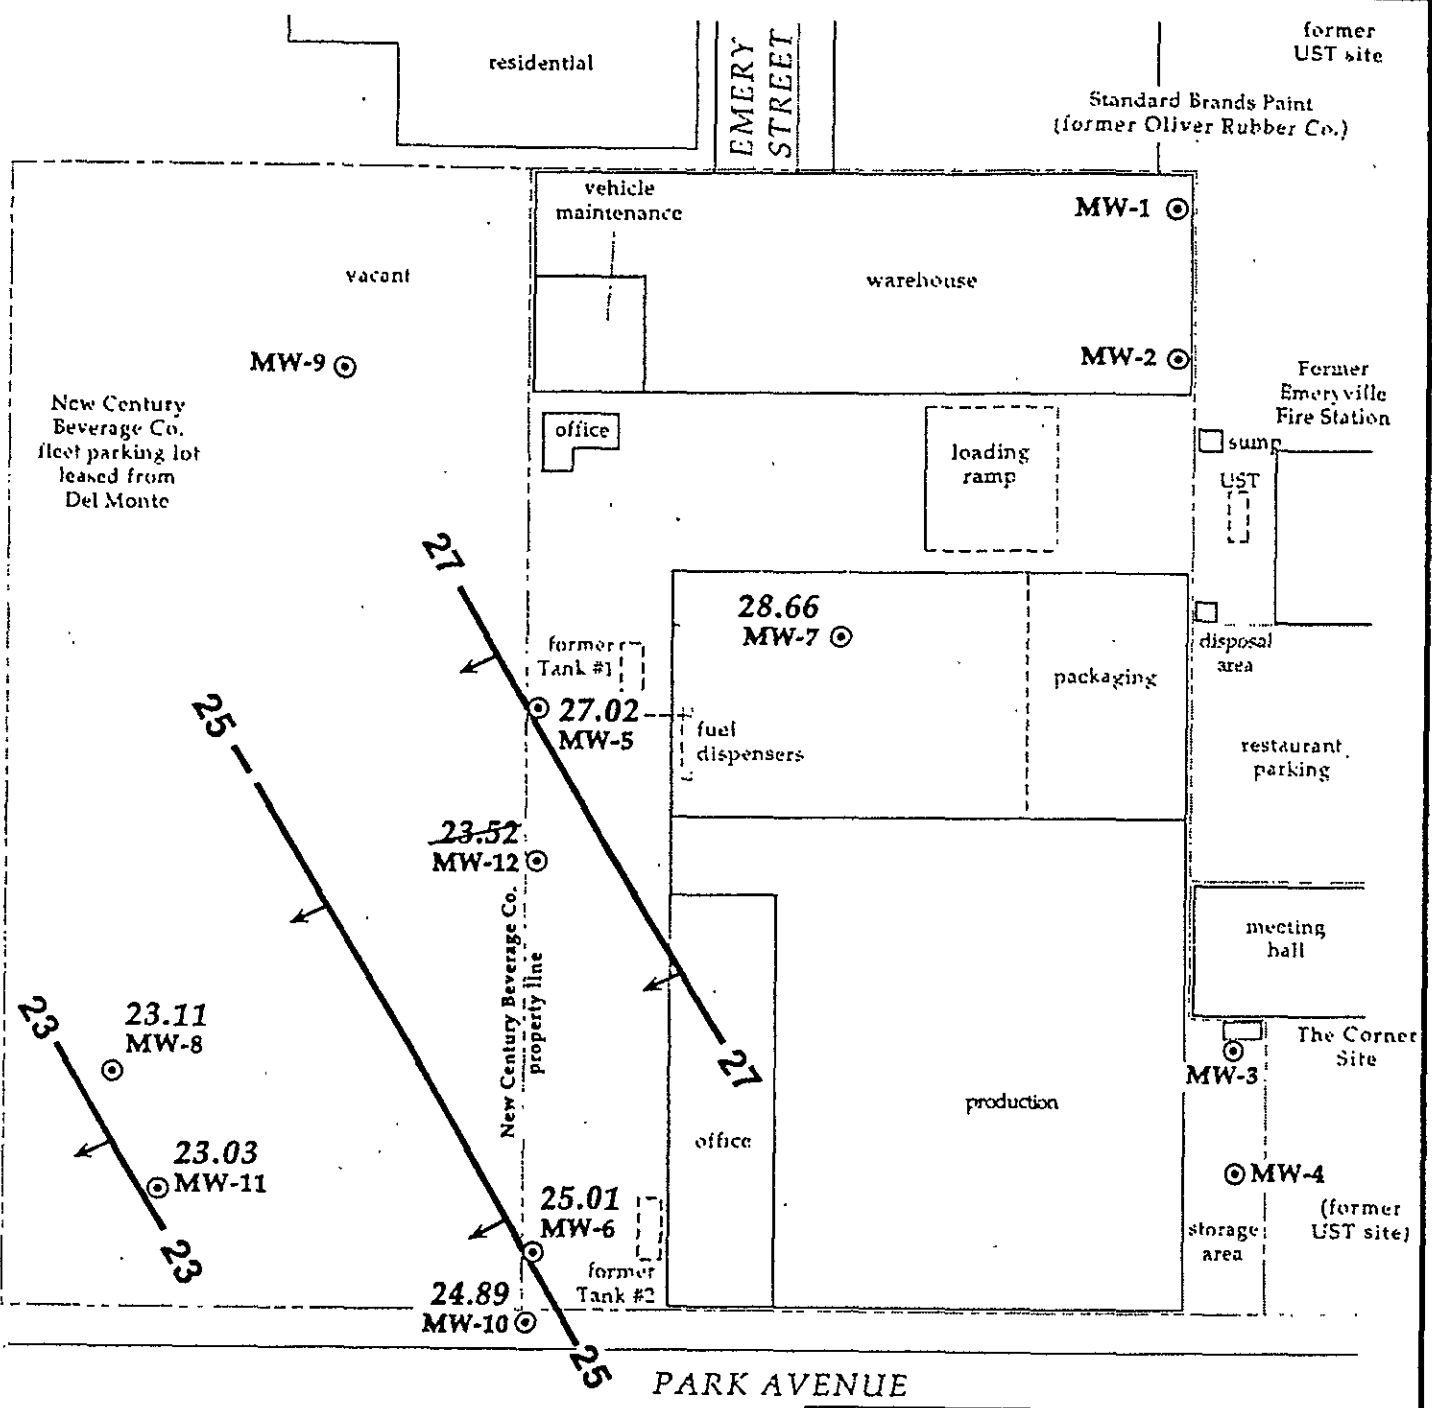 residential
EMERY
STREET
former
UST site
Standard Brands Paint
(former Oliver Rubber Co.)
vehicle
maintenance
MW-1
vacant
warehouse
MW-9
MW-2
New Century
Beverage Co.
fleet parking lot
leased from
Del Monte
office
loading
ramp
Former
Emeryville
Fire Station
sump
UST
27
28.66
MW-7
former
Tank #1
disposal
area
packaging
25
27.02
MW-5
fuel
dispensers
restaurant
parking
23.52
MW-12
New Century Beverage Co.
property line
meeting
hall
23
23.11
MW-8
27
The Corner
Site
MW-3
production
office
23.03
MW-11
MW-4
25.01
MW-6
(former
UST site)
storage
area
23
former
Tank #2
24.89
MW-10
25
PARK AVENUE